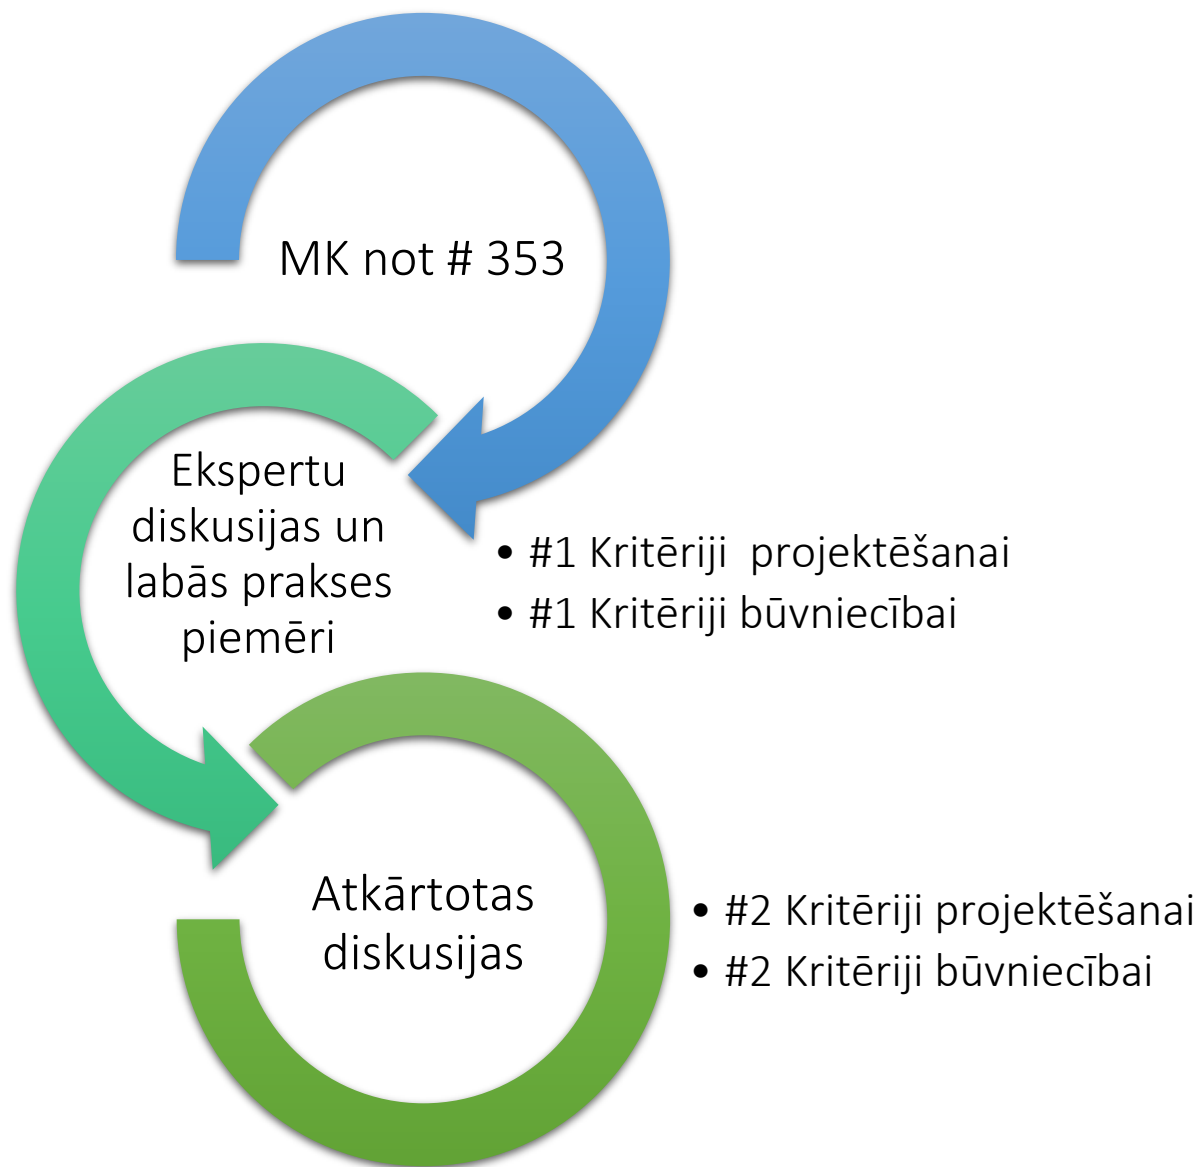 MK not # 353
Ekspertu
diskusijas un
labās prakses
piemēri
• #1 Kritēriji  projektēšanai
• #1 Kritēriji būvniecībai
Atkārtotas
diskusijas
• #2 Kritēriji projektēšanai
• #2 Kritēriji būvniecībai